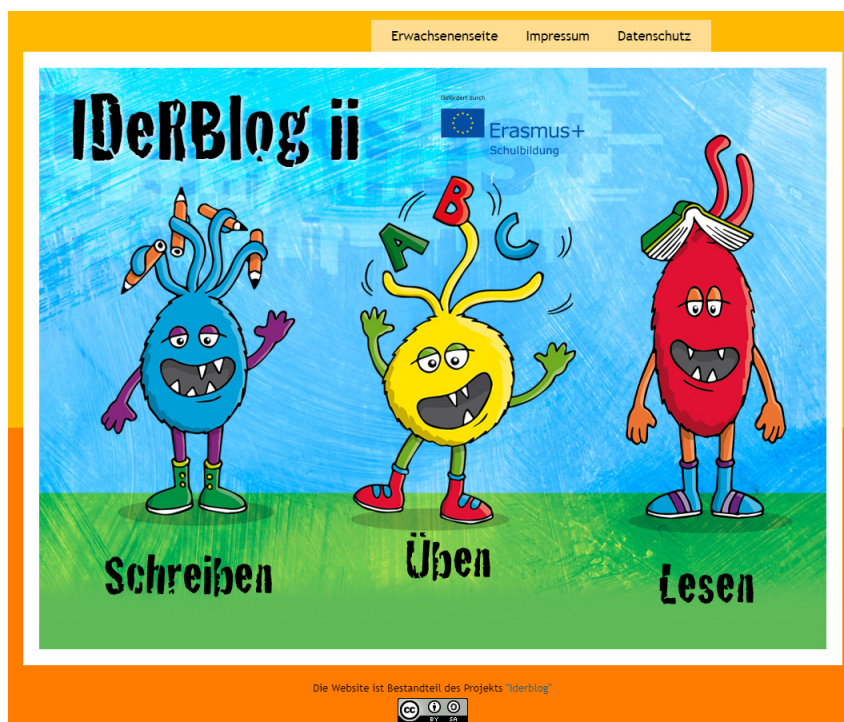 Erwachsenenseite Impressum Datenschutz
IDeRBlog ii
Gefördert durch
Erasmus+
Schulbildung
A B C
Schreiben Üben Lesen
Die Website ist Bestandteil des Projekts "Iderblog"
cc BY SA